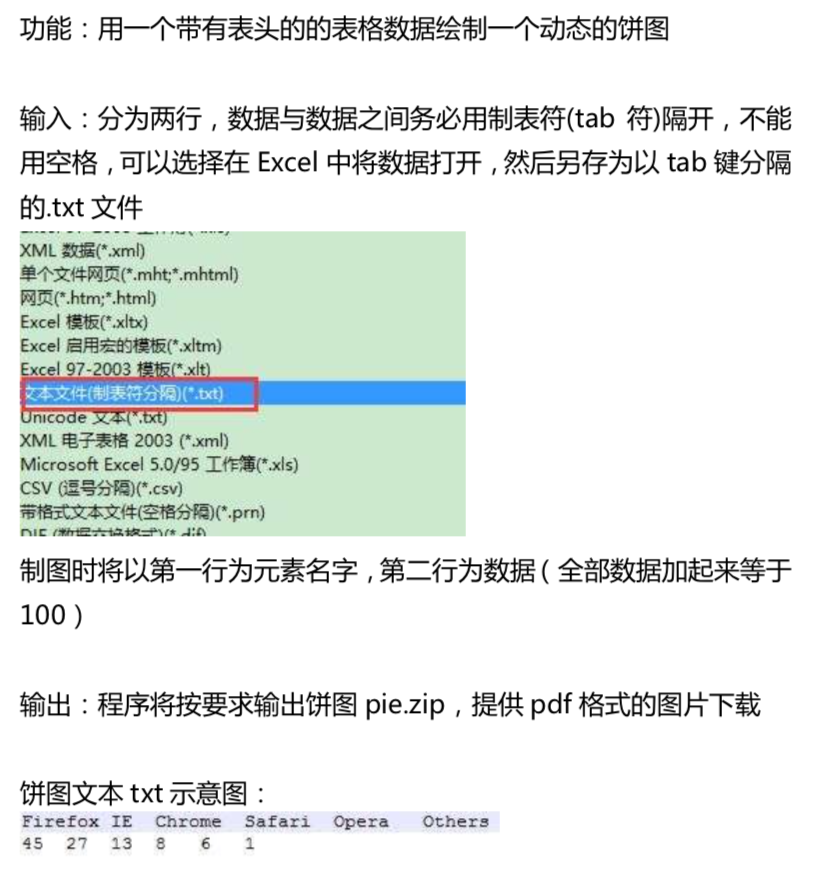 功能：用一个带有表头的的表格数据绘制一个动态的饼图
输入：分为两行，数据与数据之间务必用制表符(tab 符)隔开，不能
用空格，可以选择在 Excel 中将数据打开，然后另存为以 tab 键分隔
的.txt 文件
XML 数据(*.xml)
单个文件网页(*.mht;*.mhtml)
网页(*.htm;*.html)
Excel 模板(*.xltx)
Excel 启用宏的模板(*.xltm)
Excel 97-2003 模板(*.xlt)
文本文件(制表符分隔)(*.txt)
Unicode 文本(*.txt)
XML 电子表格 2003 (*.xml)
Microsoft Excel 5.0/95 工作簿(*.xls)
CSV (逗号分隔)(*.csv)
带格式文本文件(空格分隔)(*.prn)
DIF (数据交换格式)(*.dif)
制图时将以第一行为元素名字，第二行为数据（全部数据加起来等于
100）
输出：程序将按要求输出饼图 pie.zip，提供 pdf 格式的图片下载
饼图文本 txt 示意图：
Firefox IE Chrome Safari Opera Others
45 27 13 8 6 1